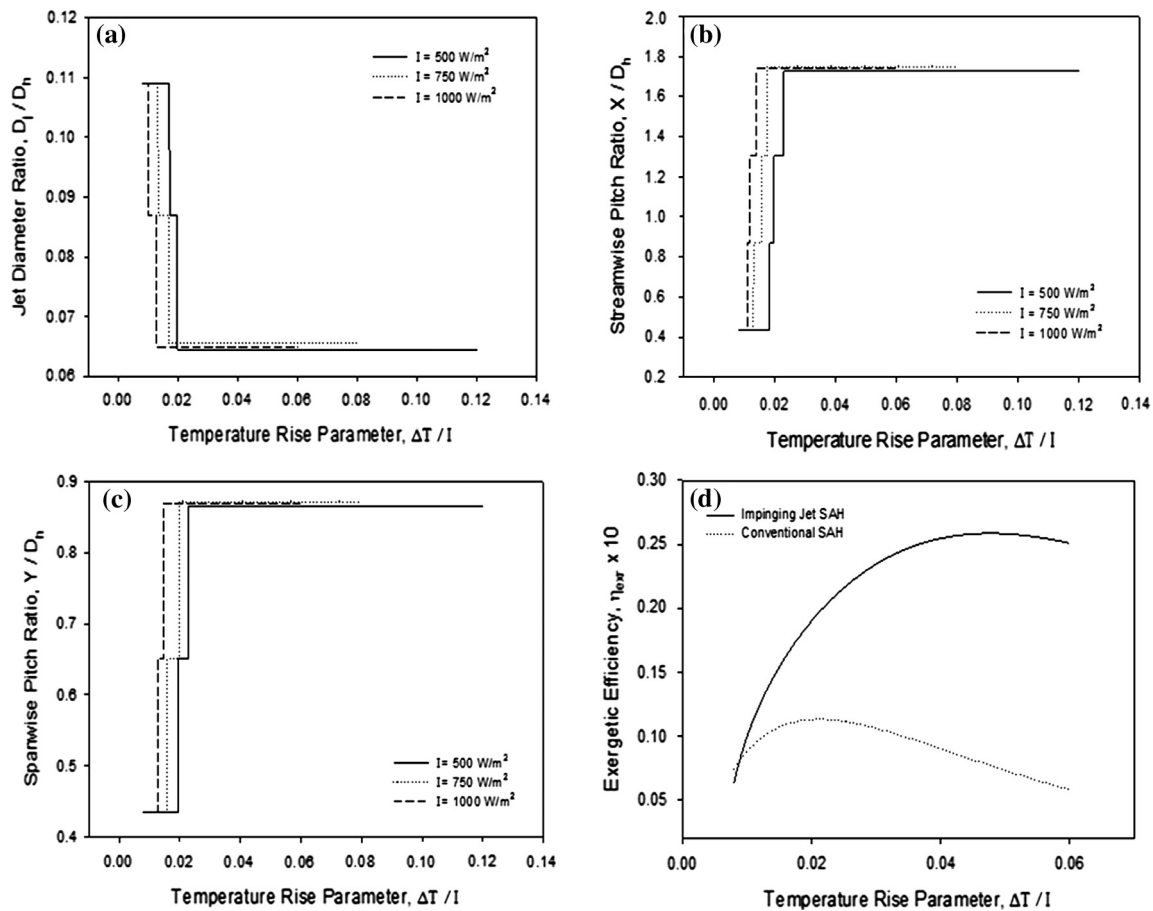 (a)
Jet Diameter Ratio, D_j / D_h
0.12
0.11
0.10
0.09
0.08
0.07
0.06
I = 500 W/m²
I = 750 W/m²
I = 1000 W/m²
0.00 0.02 0.04 0.06 0.08 0.10 0.12 0.14
Temperature Rise Parameter, ΔT / I
(b)
Streamwise Pitch Ratio, X / D_h
2.0
1.8
1.6
1.4
1.2
1.0
0.8
0.6
0.4
0.2
I = 500 W/m²
I = 750 W/m²
I = 1000 W/m²
0.00 0.02 0.04 0.06 0.08 0.10 0.12 0.14
Temperature Rise Parameter, ΔT / I
(c)
Spanwise Pitch Ratio, Y / D_h
0.9
0.8
0.7
0.6
0.5
0.4
I= 500 W/m²
I= 750 W/m²
I= 1000 W/m²
0.00 0.02 0.04 0.06 0.08 0.10 0.12 0.14
Temperature Rise Parameter, ΔT / I
(d)
Exergetic Efficiency, η_exr x 10
0.30
0.25
0.20
0.15
0.10
0.05
Impinging Jet SAH
Conventional SAH
0.00 0.02 0.04 0.06
Temperature Rise Parameter, ΔT / I